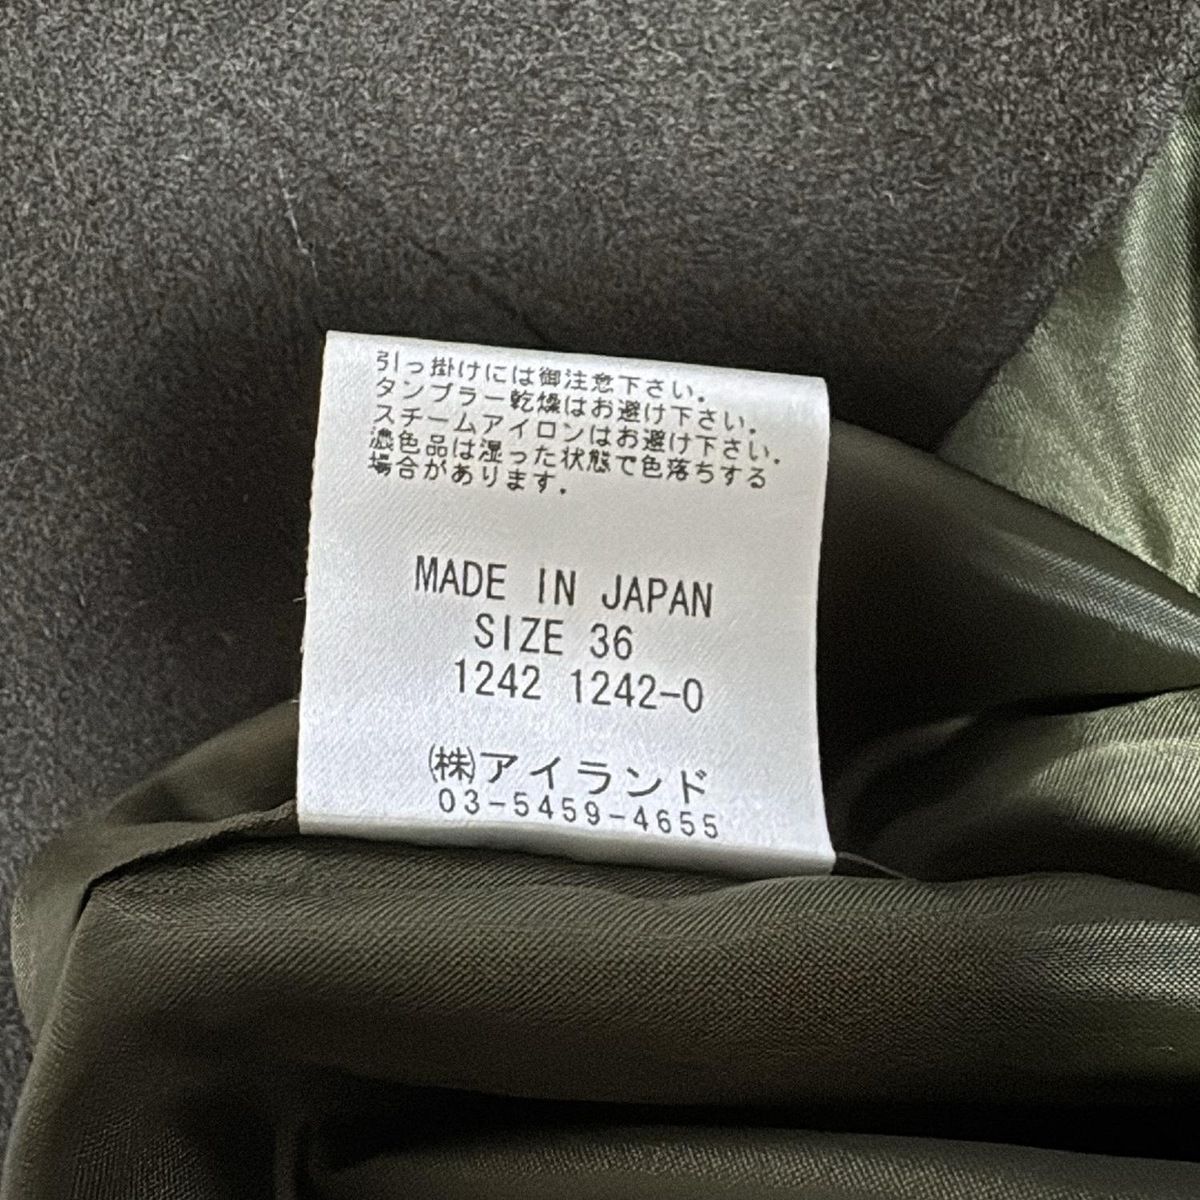 引っ掛けには御注意下さい.
タンブラー乾燥はお避け下さい.
スチームアイロンはお避け下さい.
濃色品は湿った状態で色落ちする
場合があります.
MADE IN JAPAN
SIZE 36
1242 1242-0
㈱アイランド
03-5459-4655